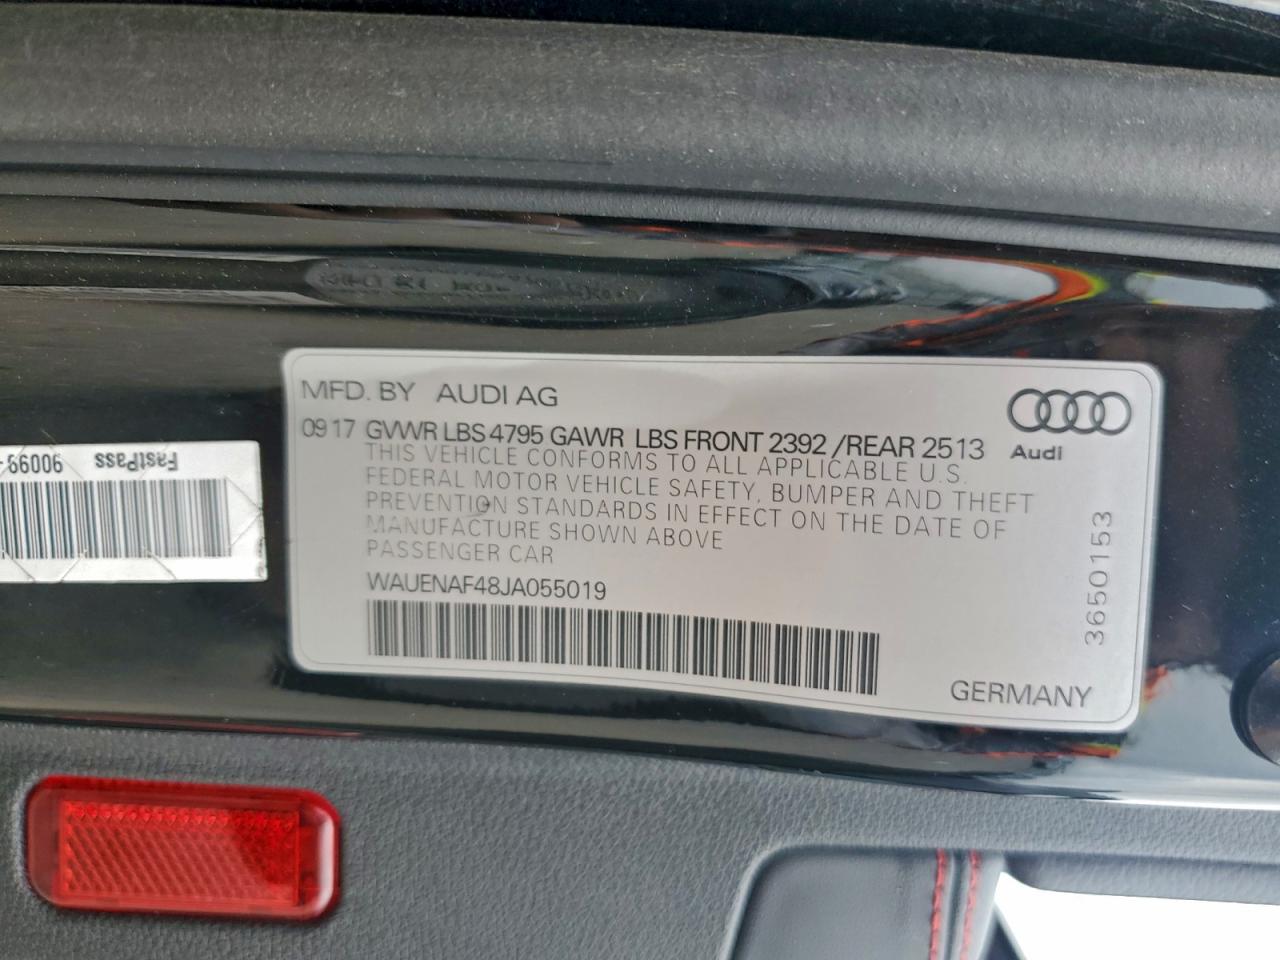 MFD. BY AUDI AG
0917 GVWR LBS 4795 GAWR LBS FRONT 2392 /REAR 2513
THIS VEHICLE CONFORMS TO ALL APPLICABLE U.S.
FEDERAL MOTOR VEHICLE SAFETY, BUMPER AND THEFT
PREVENTION STANDARDS IN EFFECT ON THE DATE OF
MANUFACTURE SHOWN ABOVE
PASSENGER CAR
WAUENAF48JA055019
Audi
3650153
GERMANY
FastPass